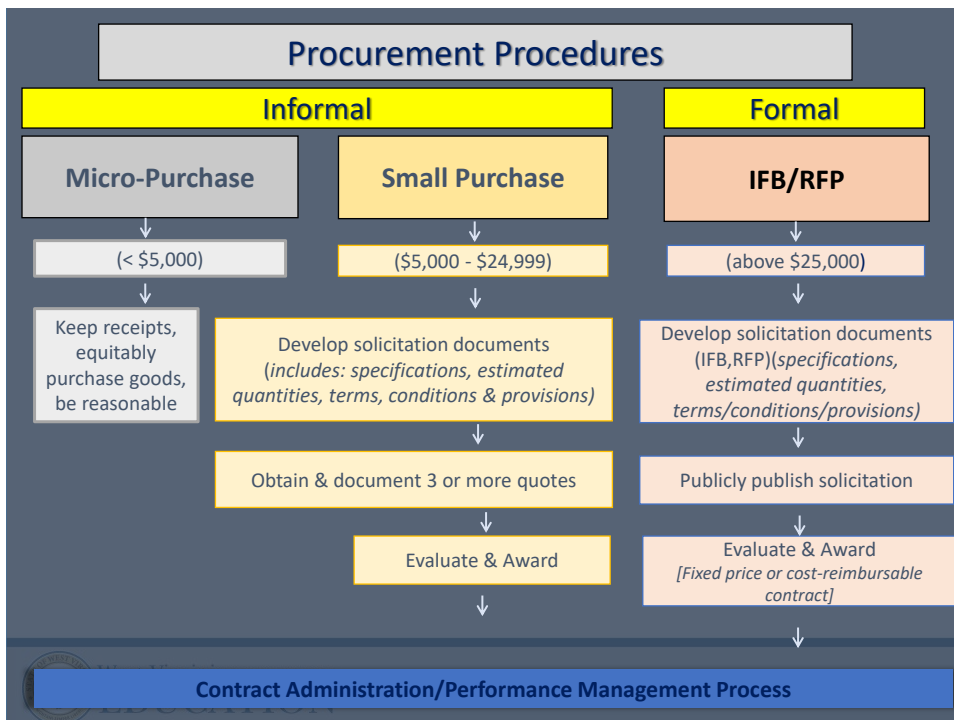 Procurement Procedures
Informal
Formal
Micro-Purchase
Small Purchase
IFB/RFP
(< $5,000)
($5,000 - $24,999)
(above $25,000)
Keep receipts,
equitably
purchase goods,
be reasonable
Develop solicitation documents
(includes: specifications, estimated
quantities, terms, conditions & provisions)
Develop solicitation documents
(IFB,RFP)(specifications,
estimated quantities,
terms/conditions/provisions)
Obtain & document 3 or more quotes
Publicly publish solicitation
Evaluate & Award
Evaluate & Award
[Fixed price or cost-reimbursable
contract]
Contract Administration/Performance Management Process
EDUCATION